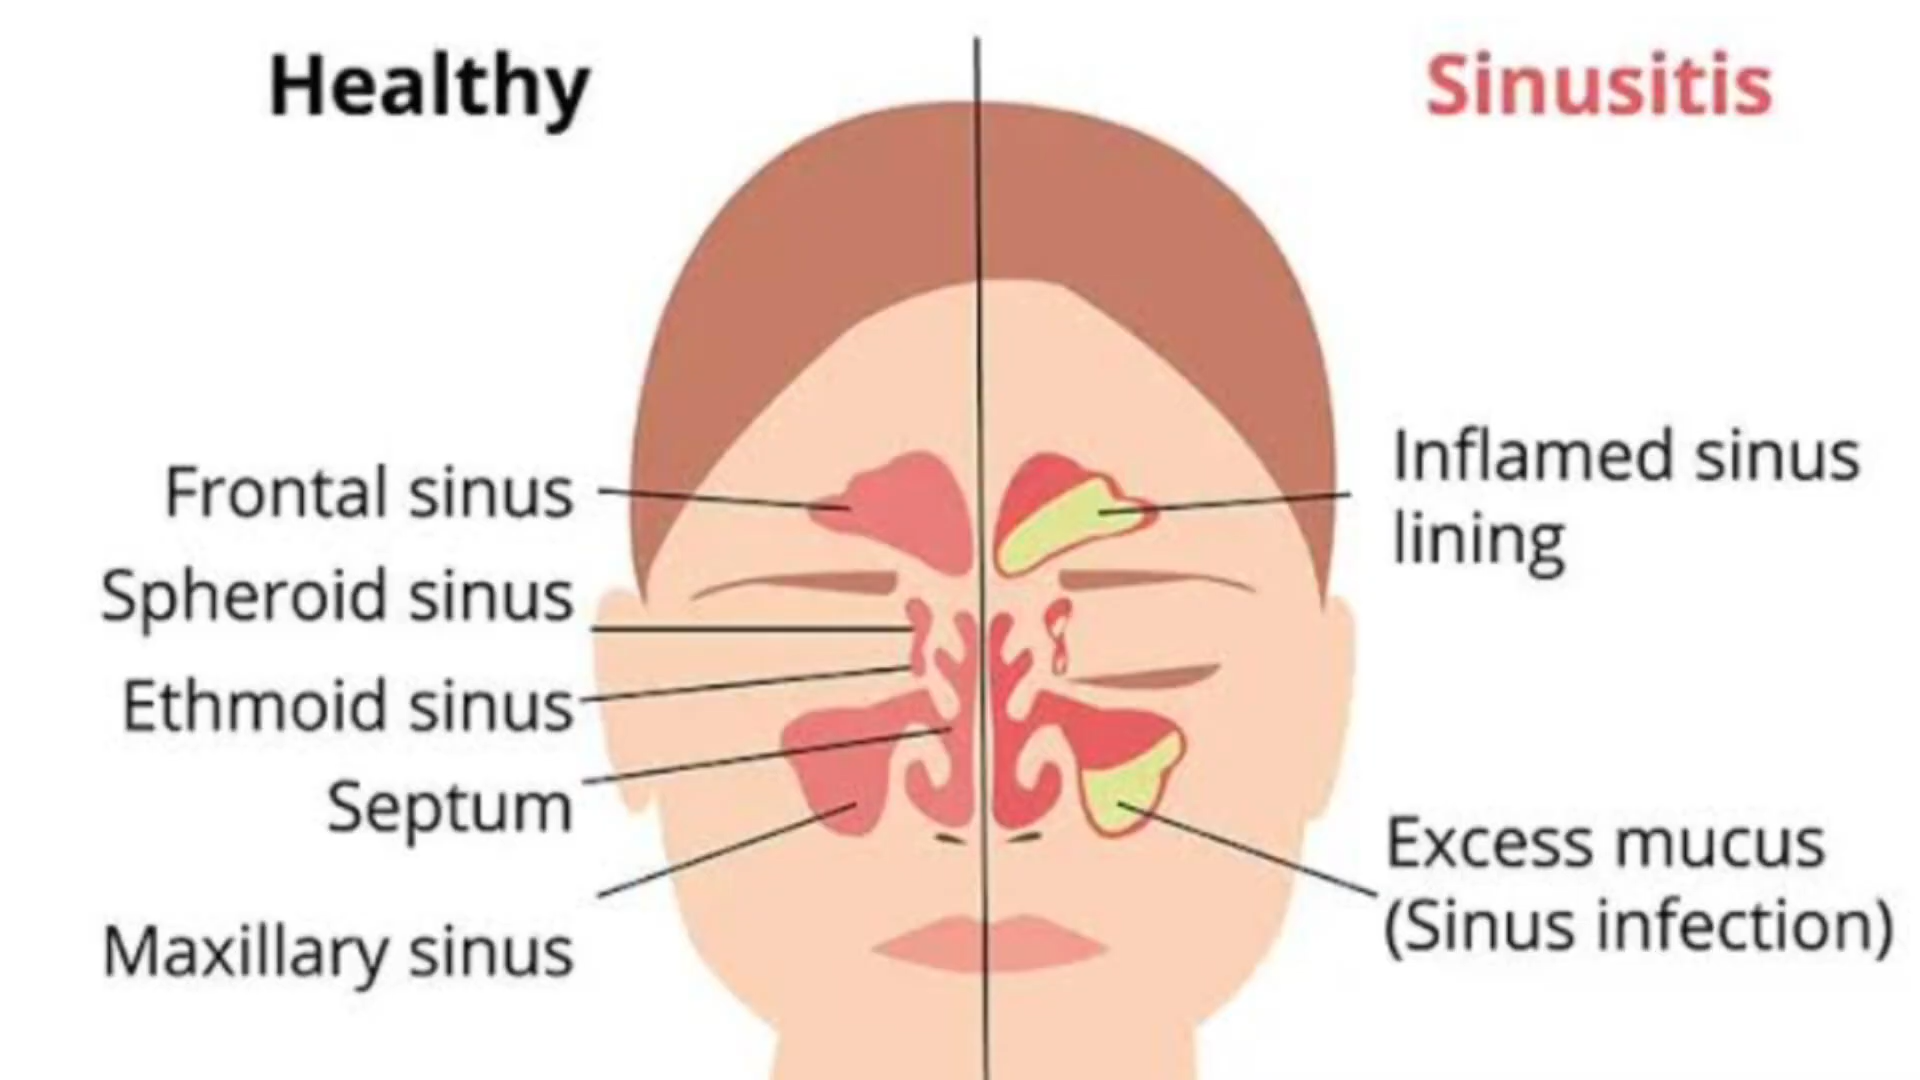 Healthy
Sinusitis
Frontal sinus
Spheroid sinus
Ethmoid sinus
Septum
Maxillary sinus
Inflamed sinus
lining
Excess mucus
(Sinus infection)